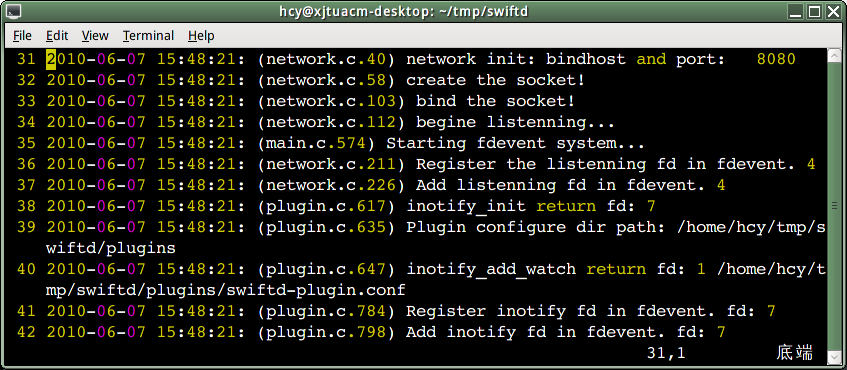 hcy@xjtuacm-desktop: ~/tmp/swiftd
File Edit View Terminal Help
31 2010-06-07 15:48:21: (network.c.40) network init: bindhost and port:   8080
32 2010-06-07 15:48:21: (network.c.58) create the socket!
33 2010-06-07 15:48:21: (network.c.103) bind the socket!
34 2010-06-07 15:48:21: (network.c.112) begine listenning...
35 2010-06-07 15:48:21: (main.c.574) Starting fdevent system...
36 2010-06-07 15:48:21: (network.c.211) Register the listenning fd in fdevent. 4
37 2010-06-07 15:48:21: (network.c.226) Add listenning fd in fdevent. 4
38 2010-06-07 15:48:21: (plugin.c.617) inotify_init return fd: 7
39 2010-06-07 15:48:21: (plugin.c.635) Plugin configure dir path: /home/hcy/tmp/s
wiftd/plugins
40 2010-06-07 15:48:21: (plugin.c.647) inotify_add_watch return fd: 1 /home/hcy/t
mp/swiftd/plugins/swiftd-plugin.conf
41 2010-06-07 15:48:21: (plugin.c.784) Register inotify fd in fdevent. fd: 7
42 2010-06-07 15:48:21: (plugin.c.798) Add inotify fd in fdevent. fd: 7
31,1 底端